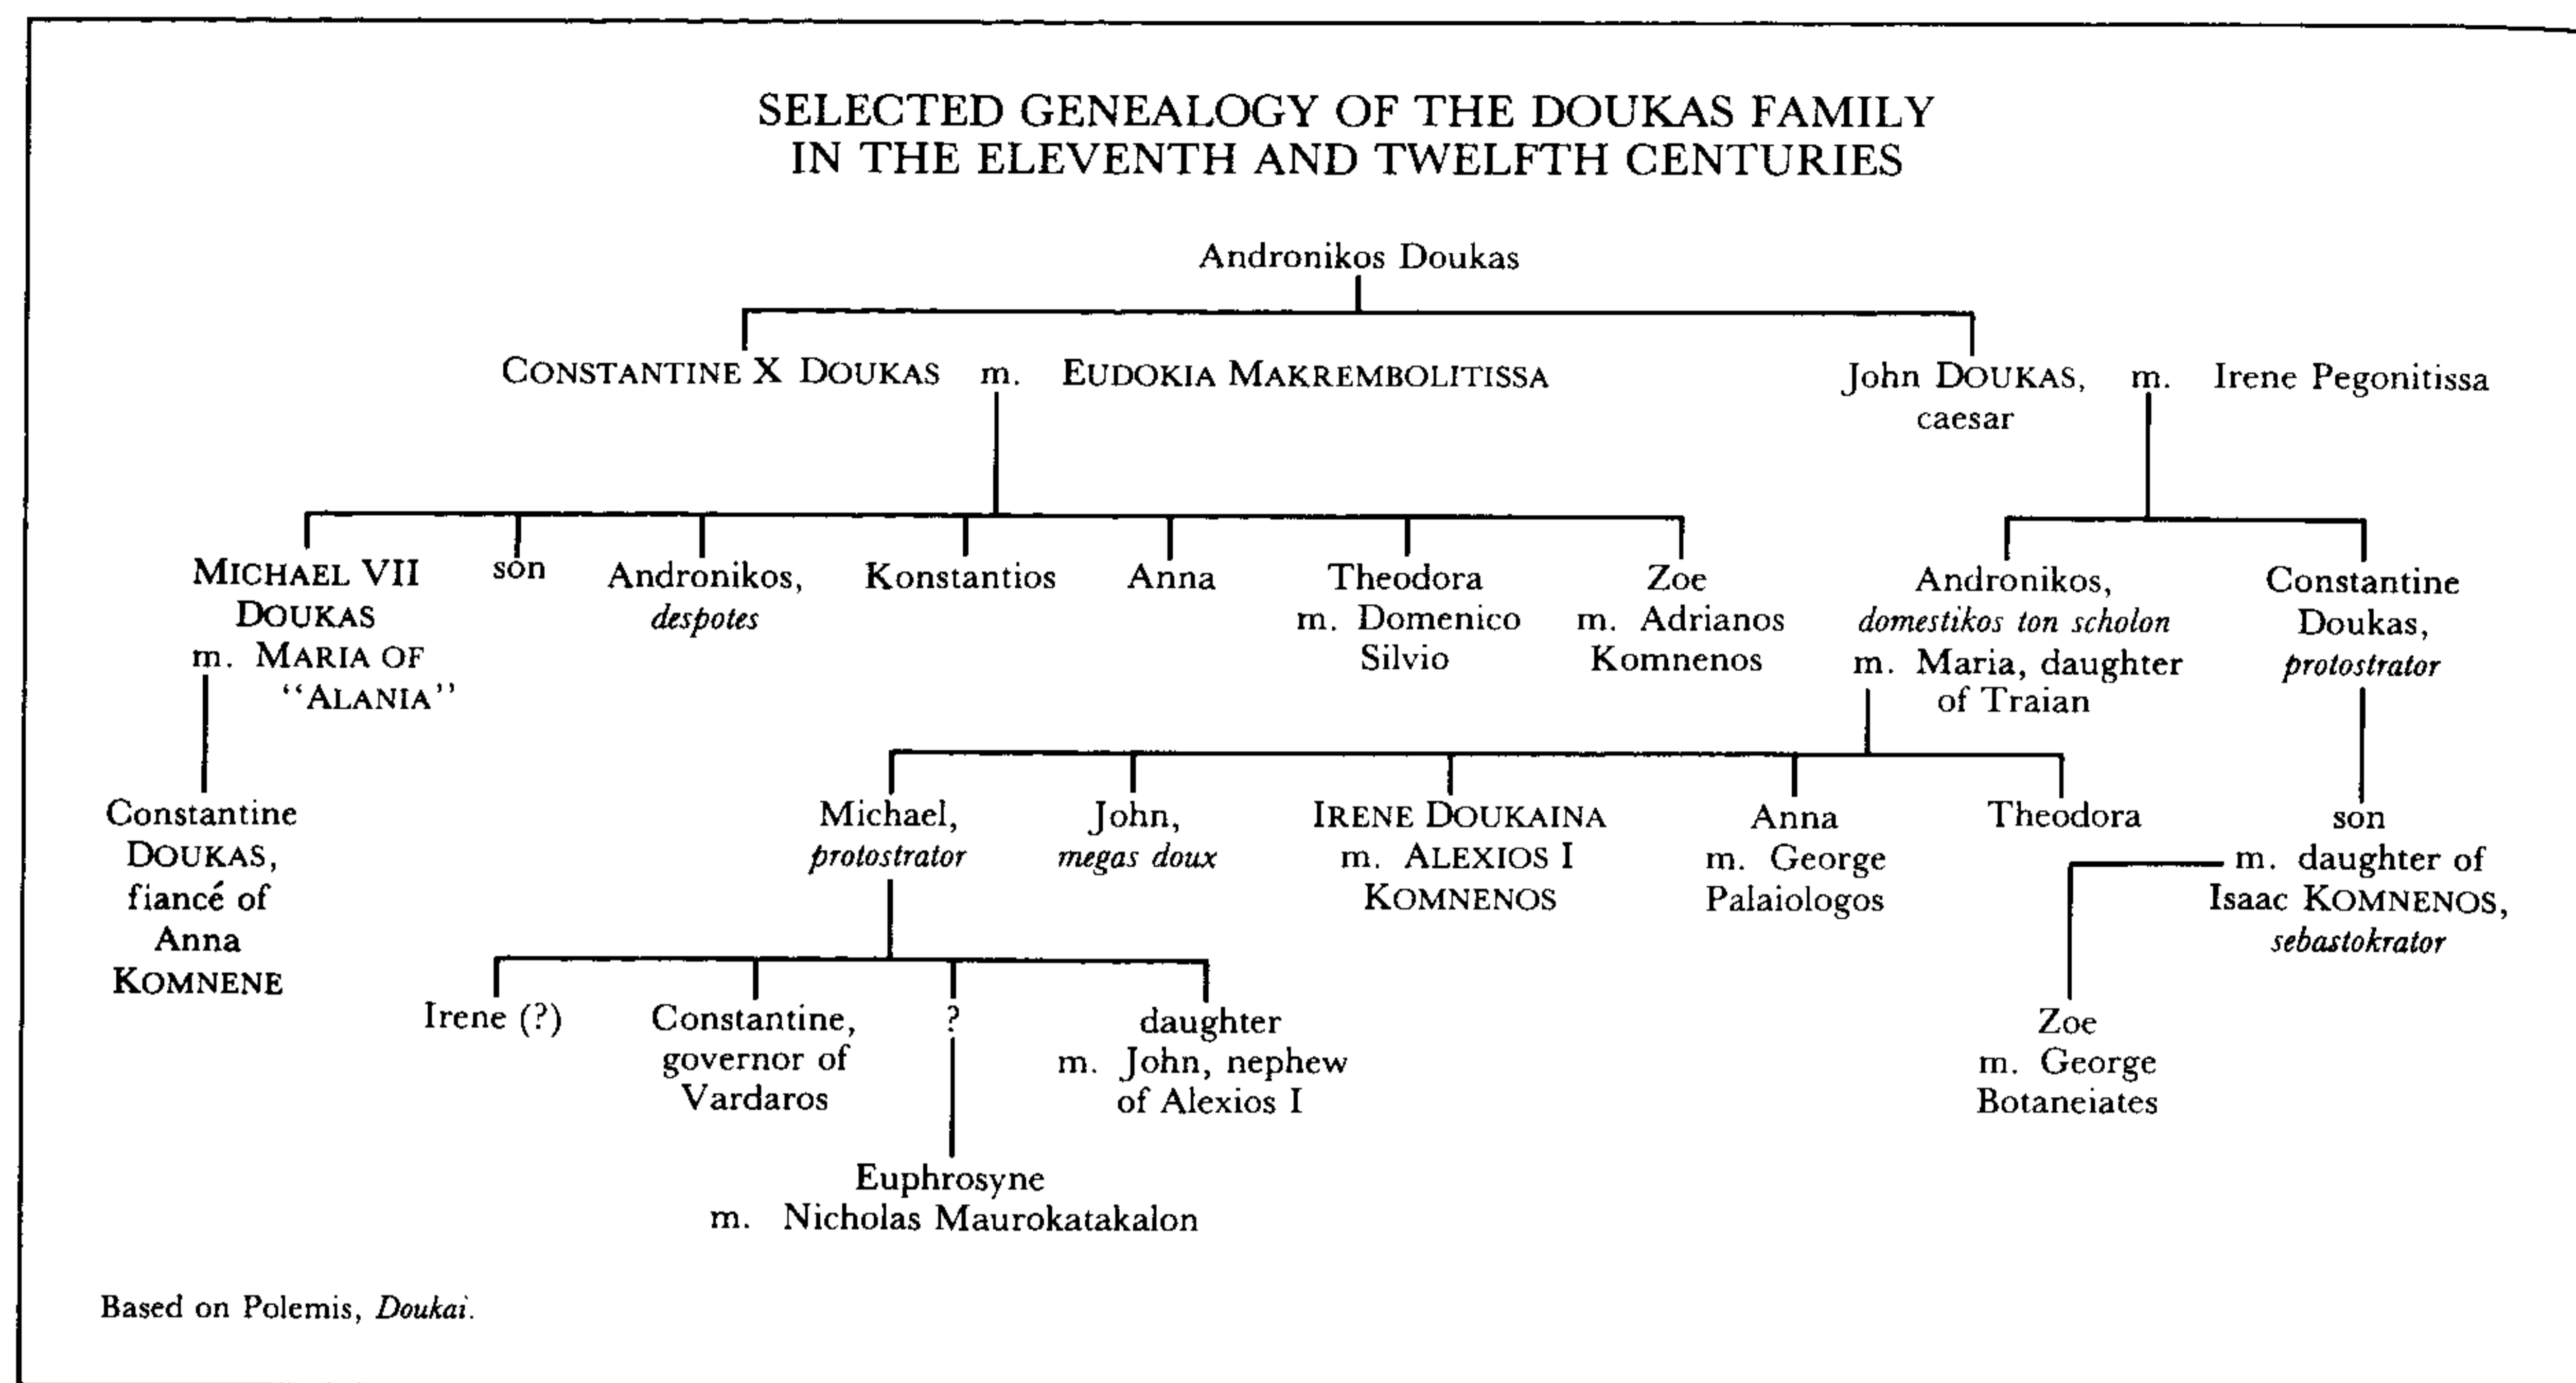 SELECTED GENEALOGY OF THE DOUKAS FAMILY
IN THE ELEVENTH AND TWELFTH CENTURIES
Andronikos Doukas
CONSTANTINE X DOUKAS m. EUDOKIA MAKREMBOLITISSA
John DOUKAS, m. Irene Pegonitissa
caesar
MICHAEL VII
DOUKAS
m. MARIA OF
“ALANIA”
son
Andronikos,
despotes
Konstantios
Anna
Theodora
m. Domenico
Silvio
Zoe
m. Adrianos
Komnenos
Andronikos,
domestikos ton scholon
m. Maria, daughter
of Traian
Constantine
Doukas,
protostrator
Constantine
DOUKAS,
fiancé of
Anna
KOMNENE
Michael,
protostrator
John,
megas doux
IRENE DOUKAINA
m. ALEXIOS I
KOMNENOS
Anna
m. George
Palaiologos
Theodora
son
m. daughter of
Isaac KOMNENOS,
sebastokrator
Irene (?)
Constantine,
governor of
Vardaros
?
daughter
m. John, nephew
of Alexios I
Zoe
m. George
Botaneiates
Euphrosyne
m. Nicholas Maurokatakalon
Based on Polemis, Doukai.